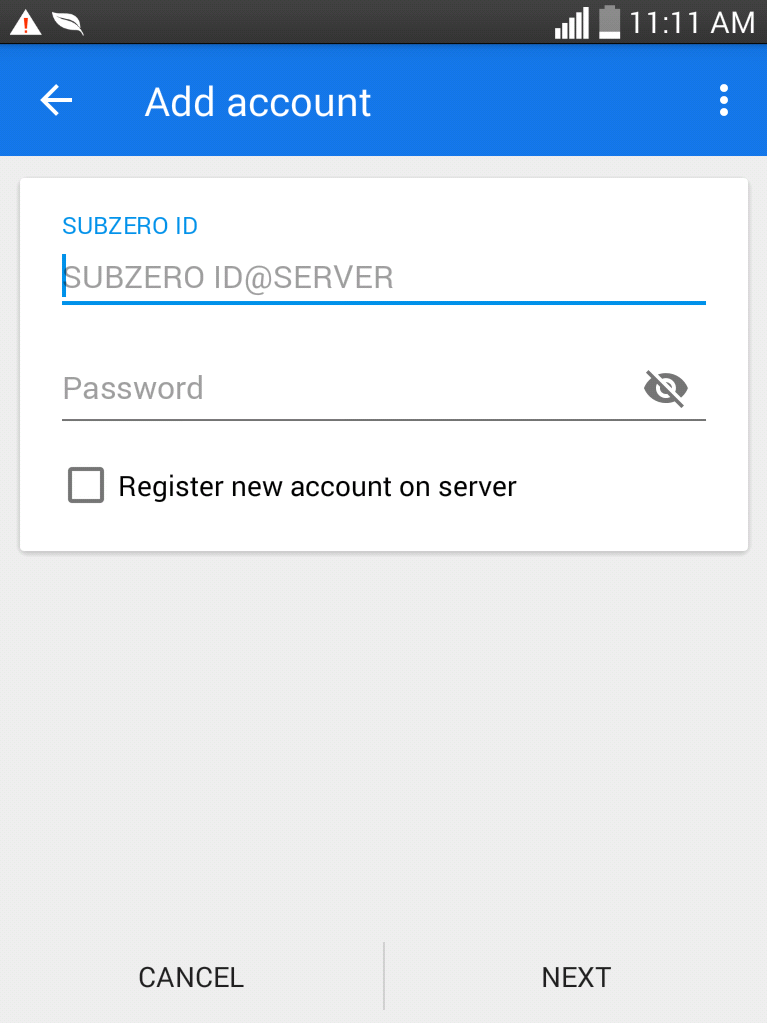 11:11 AM
Add account
SUBZERO ID
SUBZERO ID@SERVER
Password
Register new account on server
CANCEL
NEXT